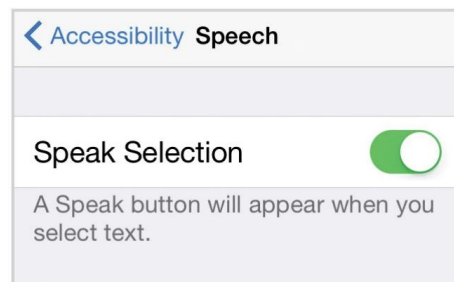 Accessibility Speech
Speak Selection
A Speak button will appear when you
select text.